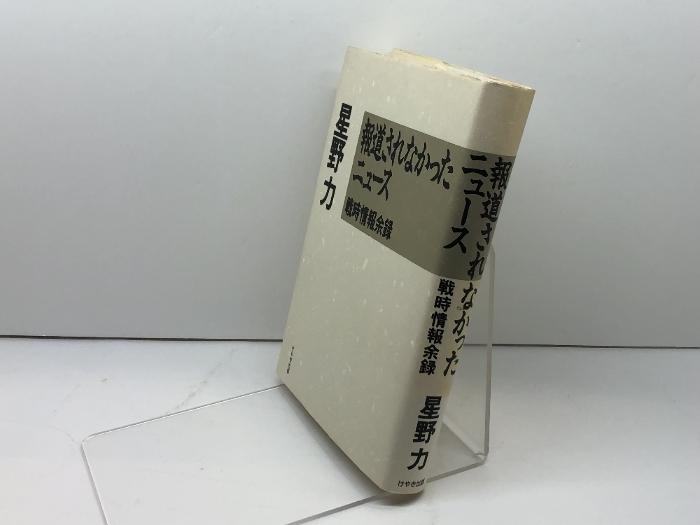 星野力
報道されなかった
ニュース
戦時情報余録
報道されなかった
ニュース
戦時情報余録
星野力
けやき出版